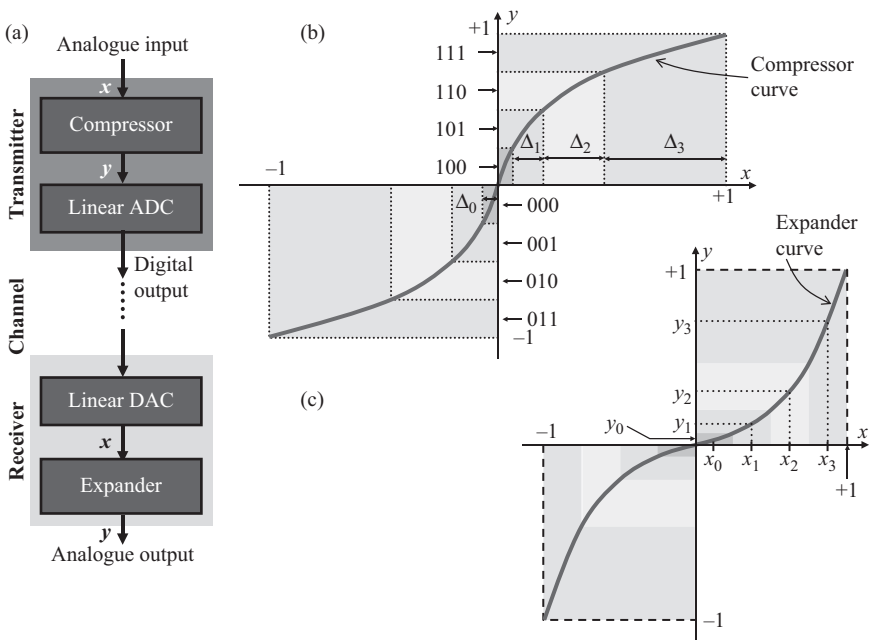 (a)
Analogue input
x
Compressor
y
Linear ADC
Transmitter
Digital
output
Channel
Linear DAC
x
Expander
Receiver
y
Analogue output
(b)
+1
y
111
110
101
100
Δ1
Δ2
Δ3
Compressor
curve
−1
x
+1
Δ0
000
001
010
011
−1
(c)
Expander
curve
y
+1
y3
y2
y1
y0
−1
x
x0
x1
x2
x3
+1
−1